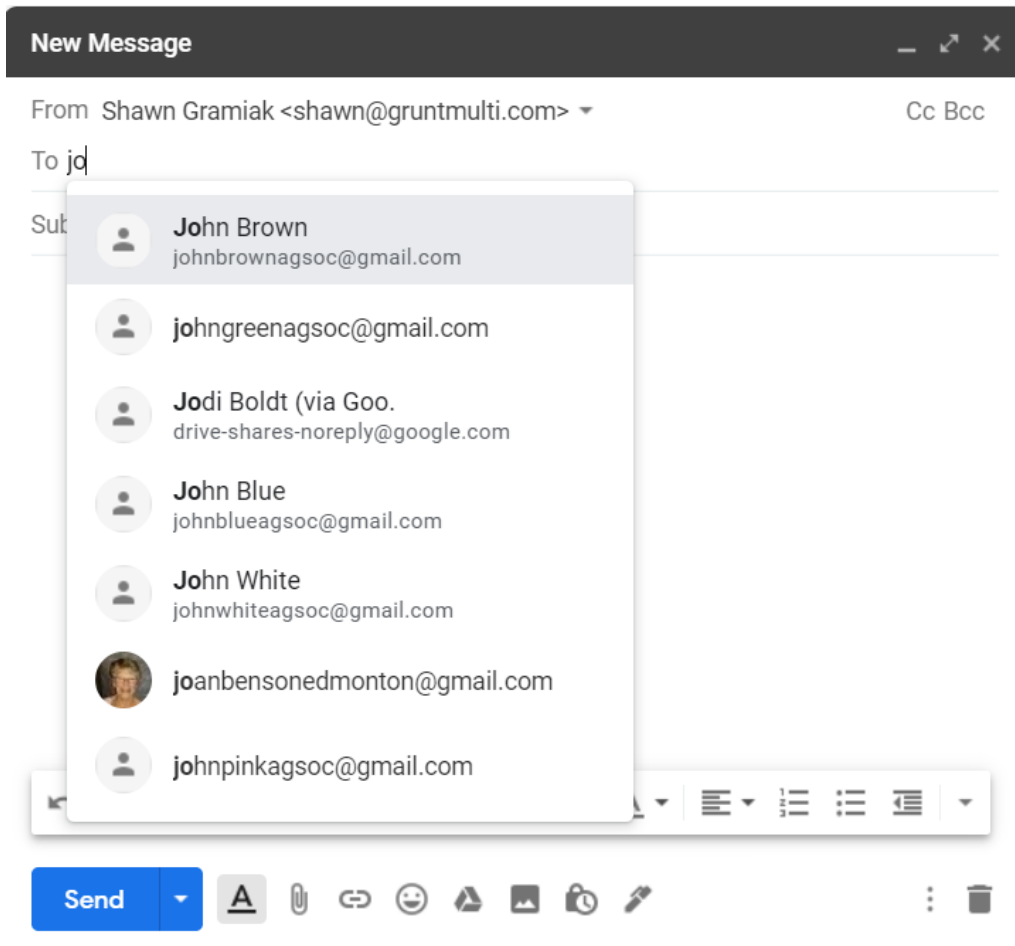 New Message
From Shawn Gramiak <shawn@gruntmulti.com>
Cc Bcc
To jo
John Brown
johnbrownagsoc@gmail.com
johngreenagsoc@gmail.com
Jodi Boldt (via Goo.
drive-shares-noreply@google.com
John Blue
johnblueagsoc@gmail.com
John White
johnwhiteagsoc@gmail.com
joanbensonedmonton@gmail.com
johnpinkagsoc@gmail.com
Send